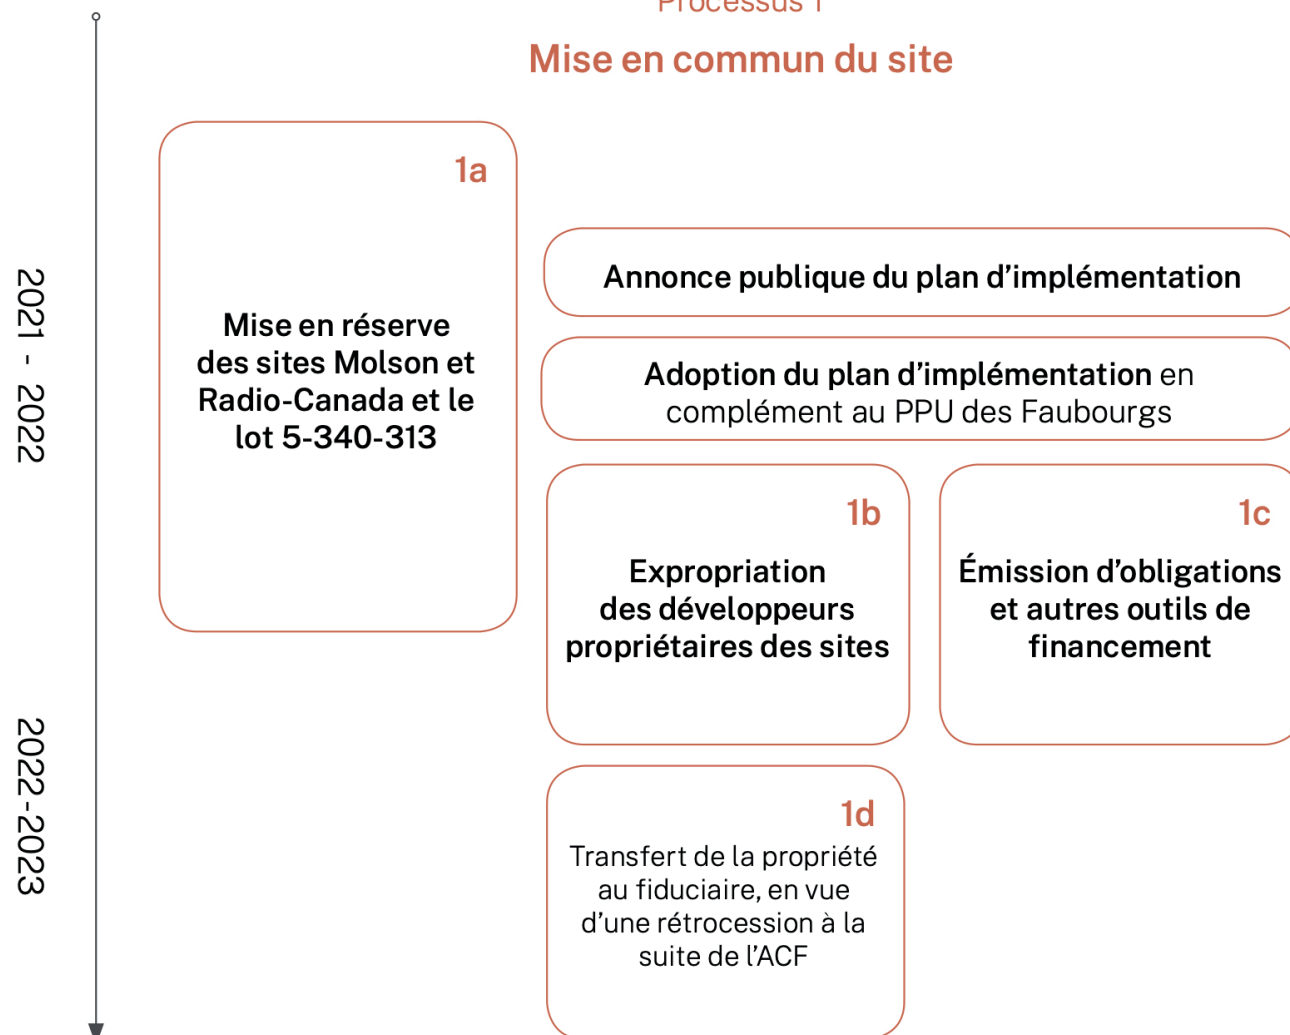 Processus 1
Mise en commun du site
2021 - 2022
1a
Mise en réserve
des sites Molson et
Radio-Canada et le
lot 5-340-313
Annonce publique du plan d’implémentation
Adoption du plan d’implémentation en
complément au PPU des Faubourgs
1b
Expropriation
des développeurs
propriétaires des sites
1c
Émission d’obligations
et autres outils de
financement
2022-2023
1d
Transfert de la propriété
au fiduciaire, en vue
d’une rétrocession à la
suite de l’ACF